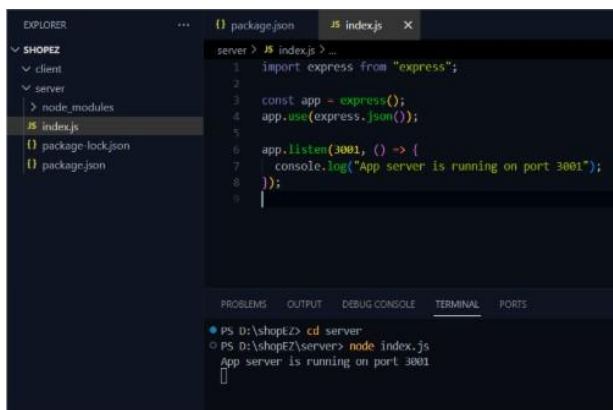 EXPLORER ...
SHOPEZ
client
server
node_modules
JS index.js
{} package-lock.json
{} package.json
{} package.json JS index.js ×
server > JS index.js > ...
1 import express from "express";
2
3 const app = express();
4 app.use(express.json());
5
6 app.listen(3001, () => {
7 console.log("App server is running on port 3001");
8 });
9
PROBLEMS OUTPUT DEBUG CONSOLE TERMINAL PORTS
PS D:\shopEZ> cd server
PS D:\shopEZ\server> node index.js
App server is running on port 3001